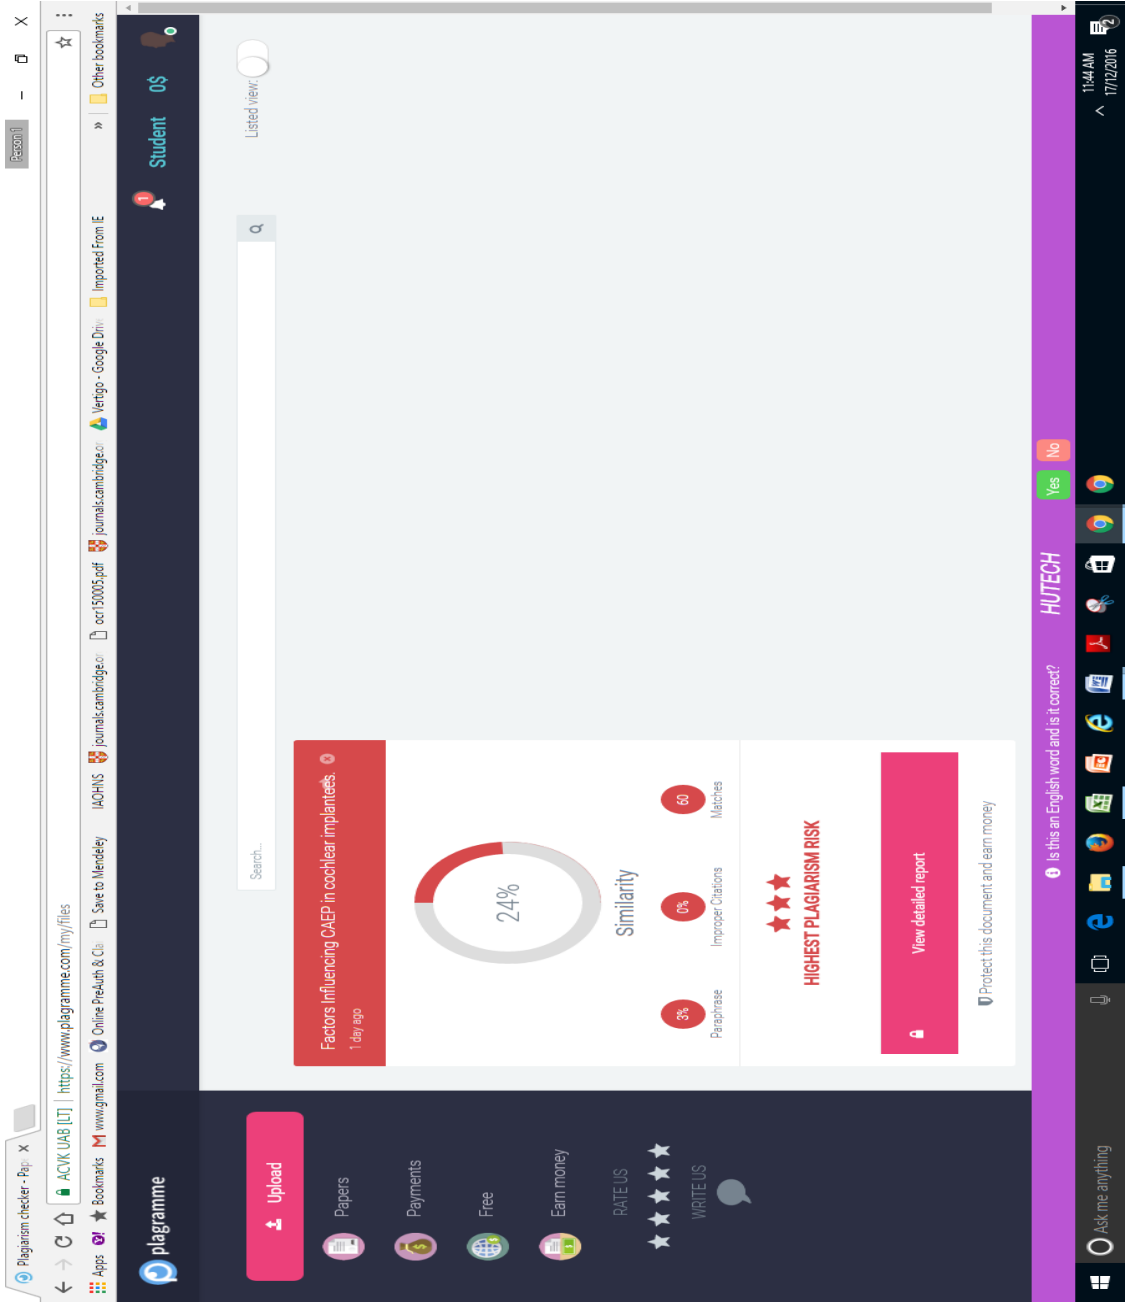 Plagiarism checker - Pap X
Person 1
ACVK UAB [LT] | https://www.plagramme.com/my/files
Apps Bookmarks www.gmail.com Online PreAuth & Cla Save to Mendeley IAOHNS journals.cambridge.or ocr150005.pdf journals.cambridge.or Vertigo - Google Driv Imported From IE » Other bookmarks
plagramme
1 Student 0$
Upload
Papers
Payments
Free
Earn money
RATE US
WRITE US
Search...
Listed view:
Factors Influencing CAEP in cochlear implantees.
1 day ago
24%
Similarity
3% 0% 60
Paraphrase Improper Citations Matches
HIGHEST PLAGIARISM RISK
View detailed report
Protect this document and earn money
Is this an English word and is it correct? HUTECH Yes No
Ask me anything
11:44 AM
17/12/2016
2